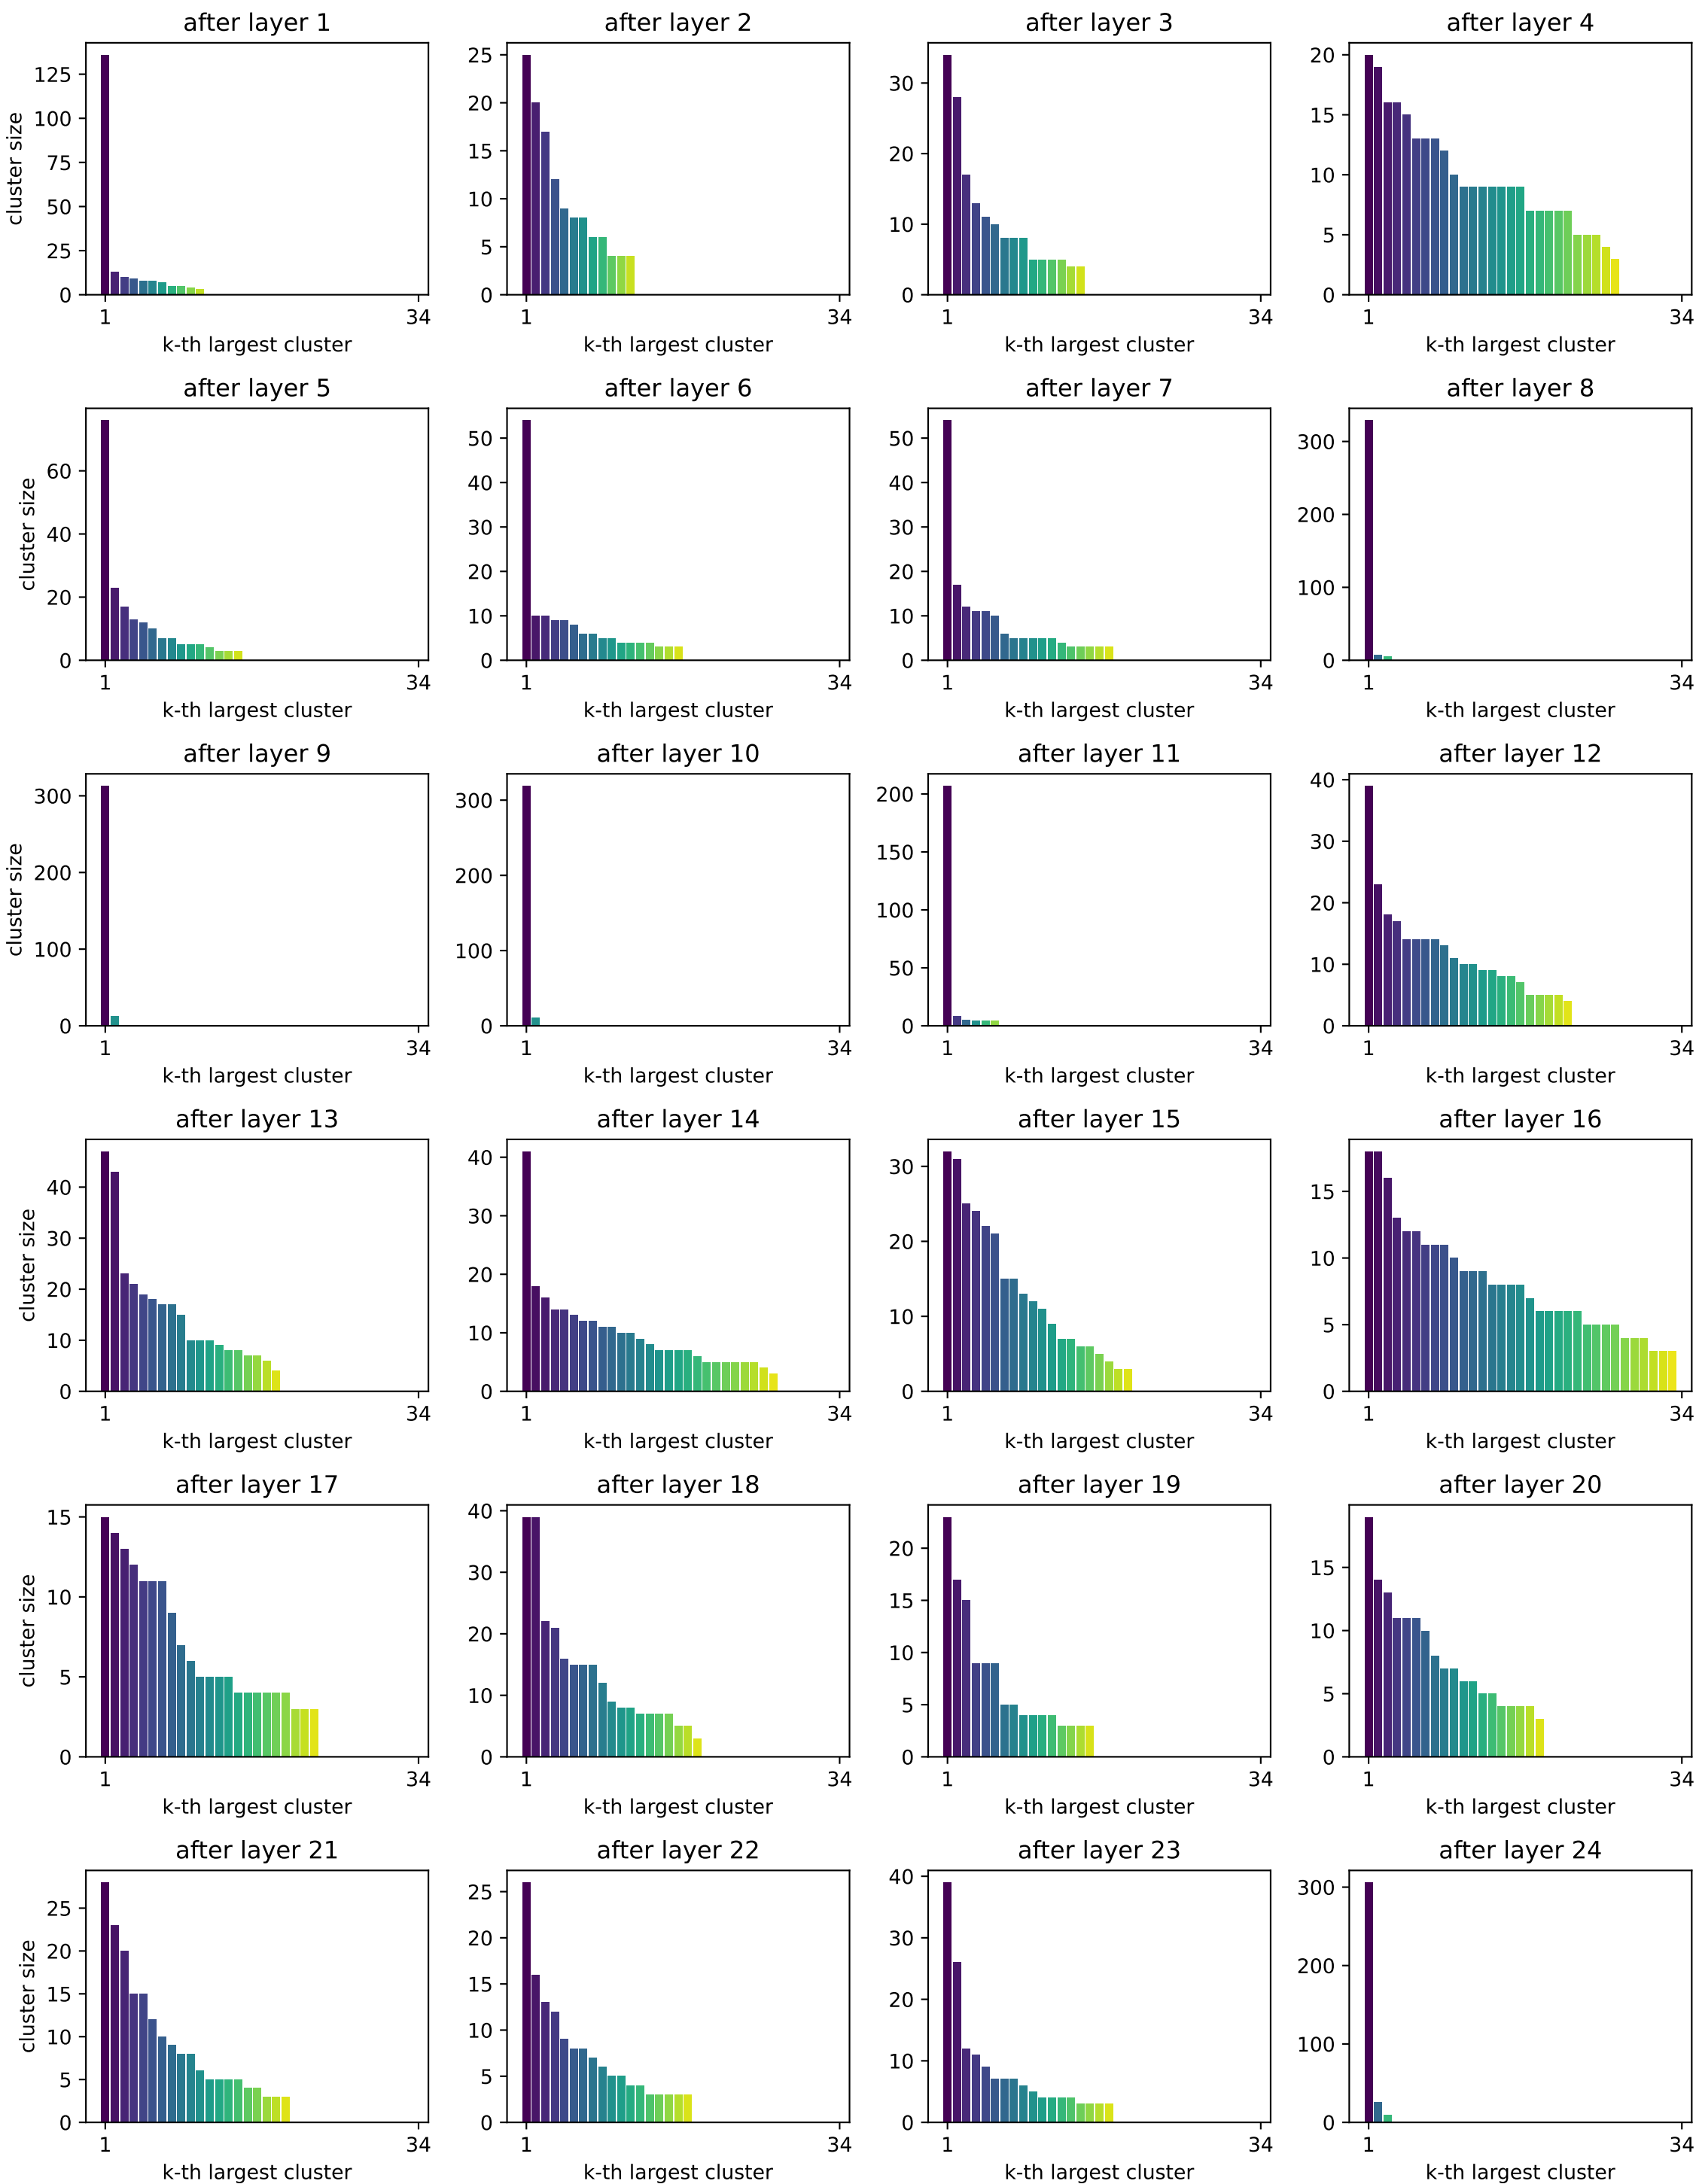 after layer 1
after layer 2
after layer 3
after layer 4
cluster size
125
100
75
50
25
0
25
20
15
10
5
0
30
20
10
0
20
15
10
5
0
1 34
1 34
1 34
1 34
k-th largest cluster
k-th largest cluster
k-th largest cluster
k-th largest cluster
after layer 5
after layer 6
after layer 7
after layer 8
cluster size
60
40
20
0
50
40
30
20
10
0
50
40
30
20
10
0
300
200
100
0
1 34
1 34
1 34
1 34
k-th largest cluster
k-th largest cluster
k-th largest cluster
k-th largest cluster
after layer 9
after layer 10
after layer 11
after layer 12
cluster size
300
200
100
0
300
200
100
0
200
150
100
50
0
40
30
20
10
0
1 34
1 34
1 34
1 34
k-th largest cluster
k-th largest cluster
k-th largest cluster
k-th largest cluster
after layer 13
after layer 14
after layer 15
after layer 16
cluster size
40
30
20
10
0
40
30
20
10
0
30
20
10
0
15
10
5
0
1 34
1 34
1 34
1 34
k-th largest cluster
k-th largest cluster
k-th largest cluster
k-th largest cluster
after layer 17
after layer 18
after layer 19
after layer 20
cluster size
15
10
5
0
40
30
20
10
0
20
15
10
5
0
15
10
5
0
1 34
1 34
1 34
1 34
k-th largest cluster
k-th largest cluster
k-th largest cluster
k-th largest cluster
after layer 21
after layer 22
after layer 23
after layer 24
cluster size
25
20
15
10
5
0
25
20
15
10
5
0
40
30
20
10
0
300
200
100
0
1 34
1 34
1 34
1 34
k-th largest cluster
k-th largest cluster
k-th largest cluster
k-th largest cluster